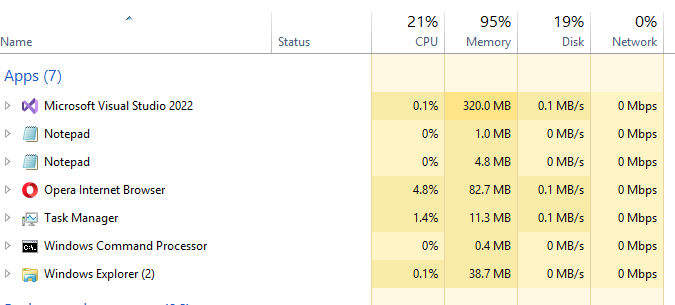 21% 95% 19% 0%
Name Status CPU Memory Disk Network
Apps (7)
Microsoft Visual Studio 2022 0.1% 320.0 MB 0.1 MB/s 0 Mbps
Notepad 0% 1.0 MB 0 MB/s 0 Mbps
Notepad 0% 4.8 MB 0 MB/s 0 Mbps
Opera Internet Browser 4.8% 82.7 MB 0.1 MB/s 0 Mbps
Task Manager 1.4% 11.3 MB 0.1 MB/s 0 Mbps
Windows Command Processor 0% 0.4 MB 0 MB/s 0 Mbps
Windows Explorer (2) 0.1% 38.7 MB 0 MB/s 0 Mbps